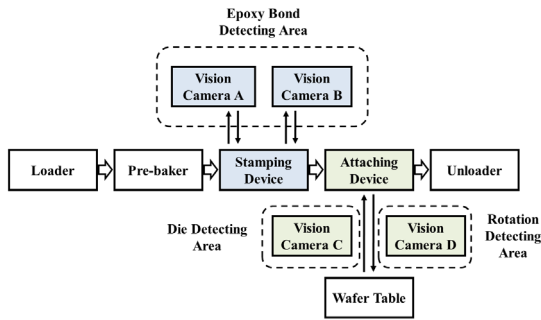 Epoxy Bond
Detecting Area
Vision
Camera A
Vision
Camera B
Loader
Pre-baker
Stamping
Device
Attaching
Device
Unloader
Die Detecting
Area
Vision
Camera C
Vision
Camera D
Rotation
Detecting
Area
Wafer Table